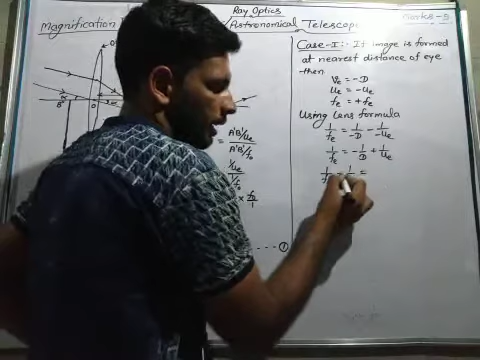 Ray Optics
Magnification
Astronomical Telescop
Marks-5
Case-I:- If image is formed
at nearest distance of eye
then
Ve = -D
ue = -ue
fe = +fe
Using Lens formula
1/fe = 1/-D - 1/-ue
1/fe = -1/D + 1/ue
= A'B'/ue
A'B'/fo
1/ue
1/fo
× fo/1
①